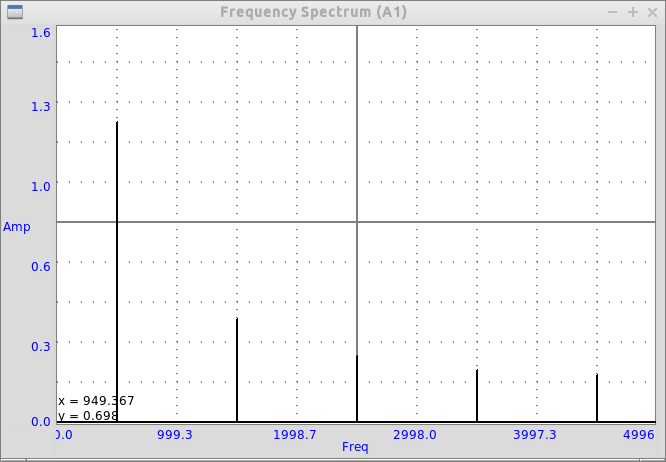 Frequency Spectrum (A1)
1.6
1.3
1.0
Amp
0.6
0.3
x = 949.367
y = 0.698
0.0
0.0 999.3 1998.7 2998.0 3997.3 4996
Freq